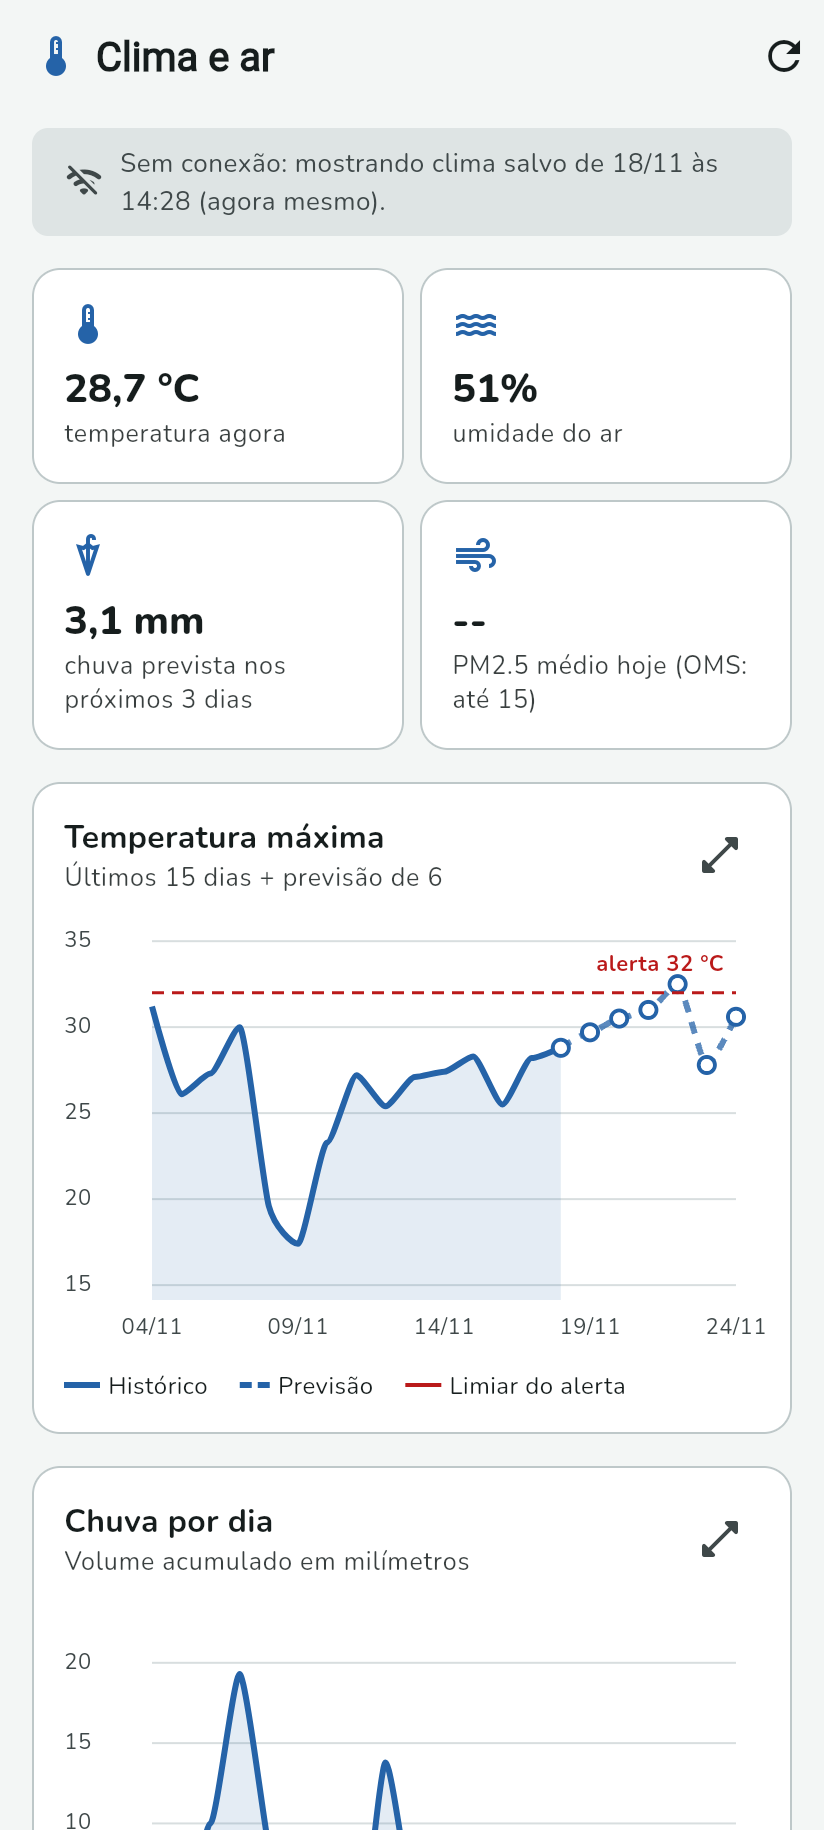 Clima e ar
Sem conexão: mostrando clima salvo de 18/11 às
14:28 (agora mesmo).
28,7 °C
temperatura agora
51%
umidade do ar
3,1 mm
chuva prevista nos
próximos 3 dias
--
PM2.5 médio hoje (OMS:
até 15)
Temperatura máxima
Últimos 15 dias + previsão de 6
35
alerta 32 °C
30
25
20
15
04/11 09/11 14/11 19/11 24/11
Histórico Previsão Limiar do alerta
Chuva por dia
Volume acumulado em milímetros
20
15
10